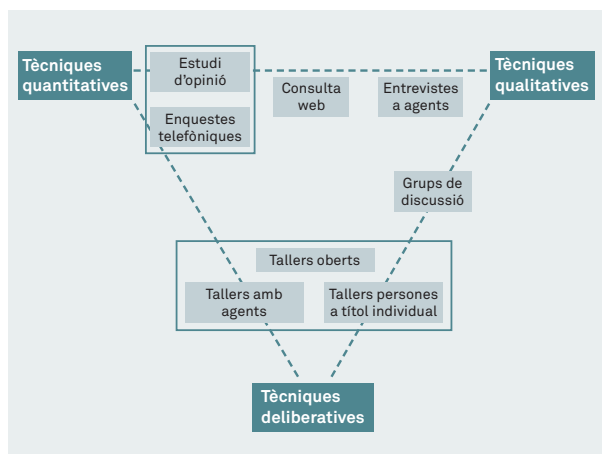 Tècniques
quantitatives
Estudi
d'opinió
Enquestes
telefòniques
Consulta
web
Entrevistes
a agents
Tècniques
qualitatives
Grups de
discussió
Tallers oberts
Tallers amb
agents
Tallers persones
a títol individual
Tècniques
deliberatives